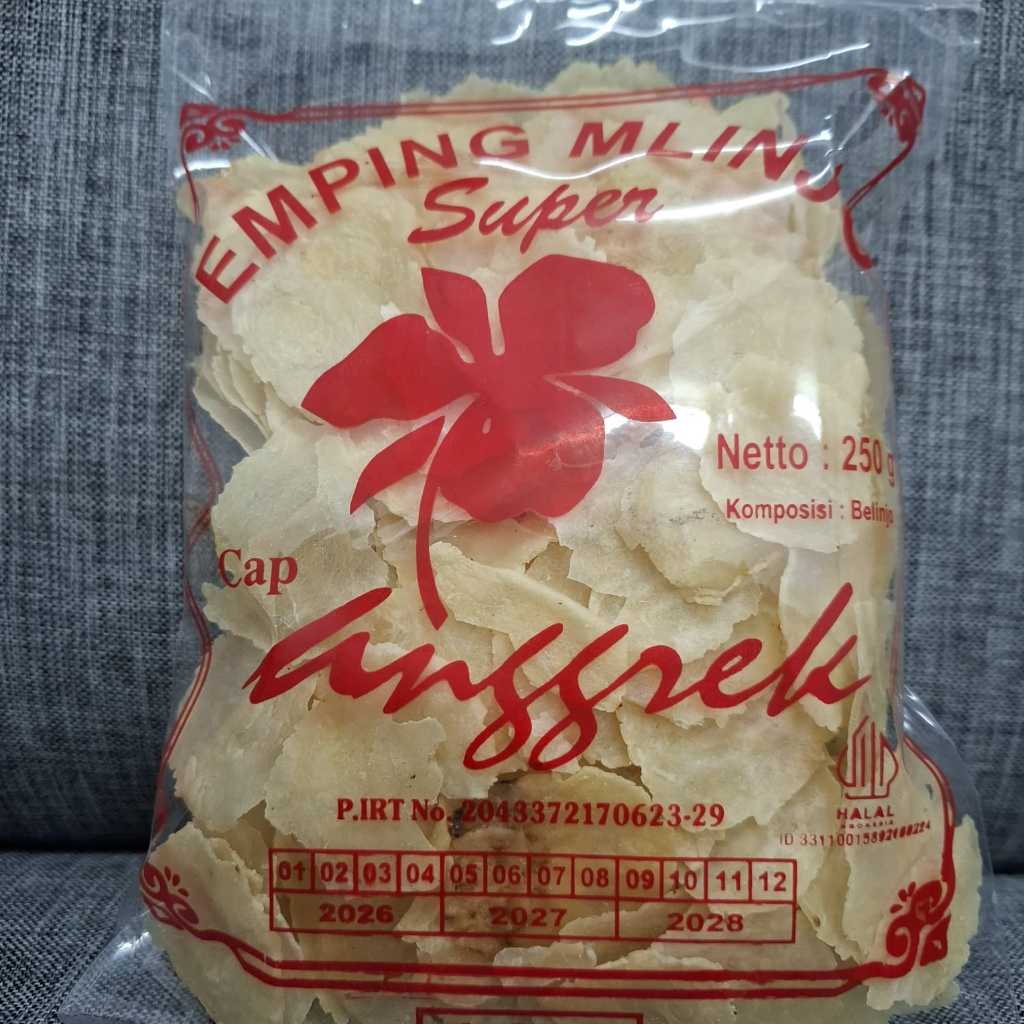 EMPING MLINJ
Super
Netto : 250 g
Komposisi : Belinjo
Cap
anggrek
HALAL
INDONESIA
P.IRT No. 2043372170623-29
01 02 03 04 05 06 07 08 09 10 11 12
2026 2027 2028